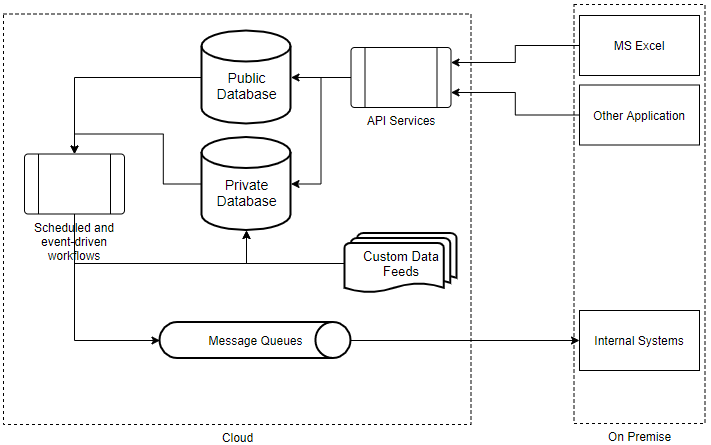 Public
Database
API Services
MS Excel
Other Application
Private
Database
Scheduled and
event-driven
workflows
Custom Data
Feeds
Message Queues
Internal Systems
Cloud
On Premise